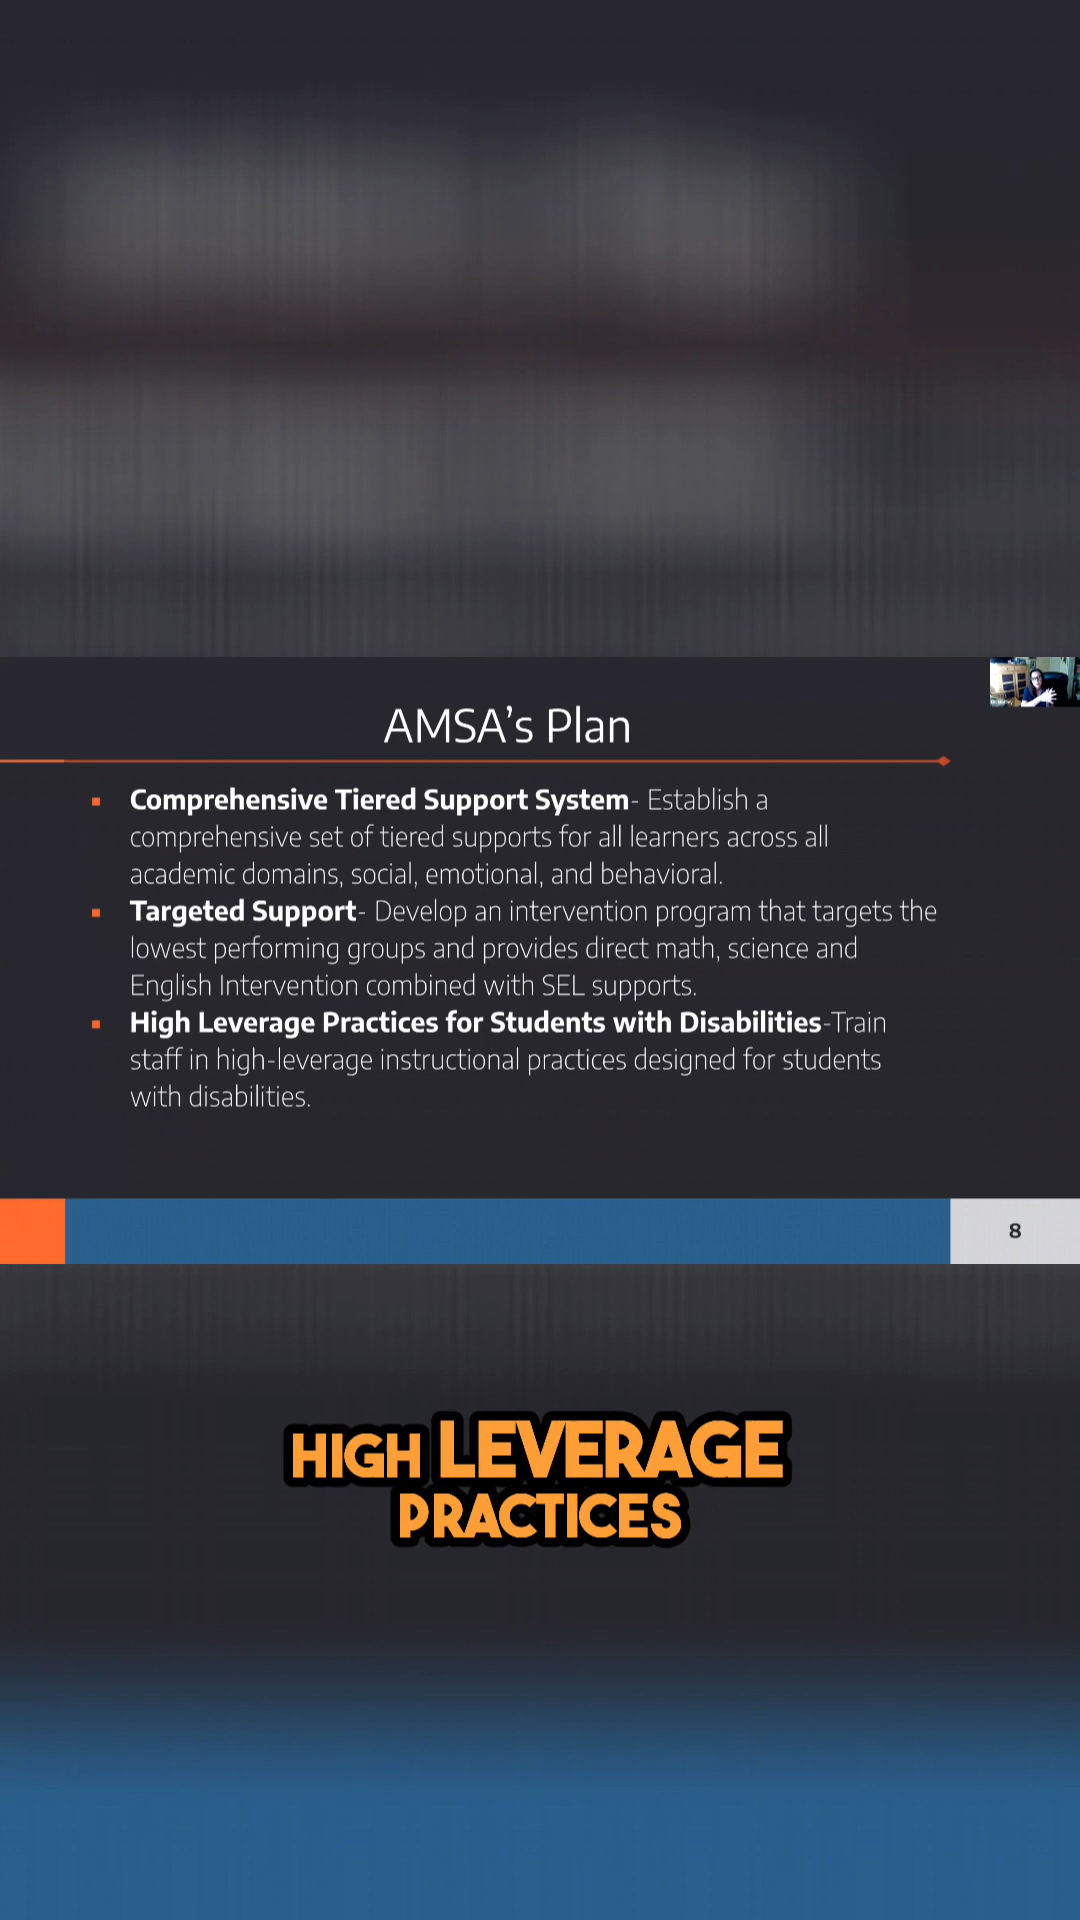 AMSA’s Plan
▪ Comprehensive Tiered Support System- Establish a
comprehensive set of tiered supports for all learners across all
academic domains, social, emotional, and behavioral.
▪ Targeted Support- Develop an intervention program that targets the
lowest performing groups and provides direct math, science and
English Intervention combined with SEL supports.
▪ High Leverage Practices for Students with Disabilities-Train
staff in high-leverage instructional practices designed for students
with disabilities.
8
HIGH LEVERAGE
PRACTICES